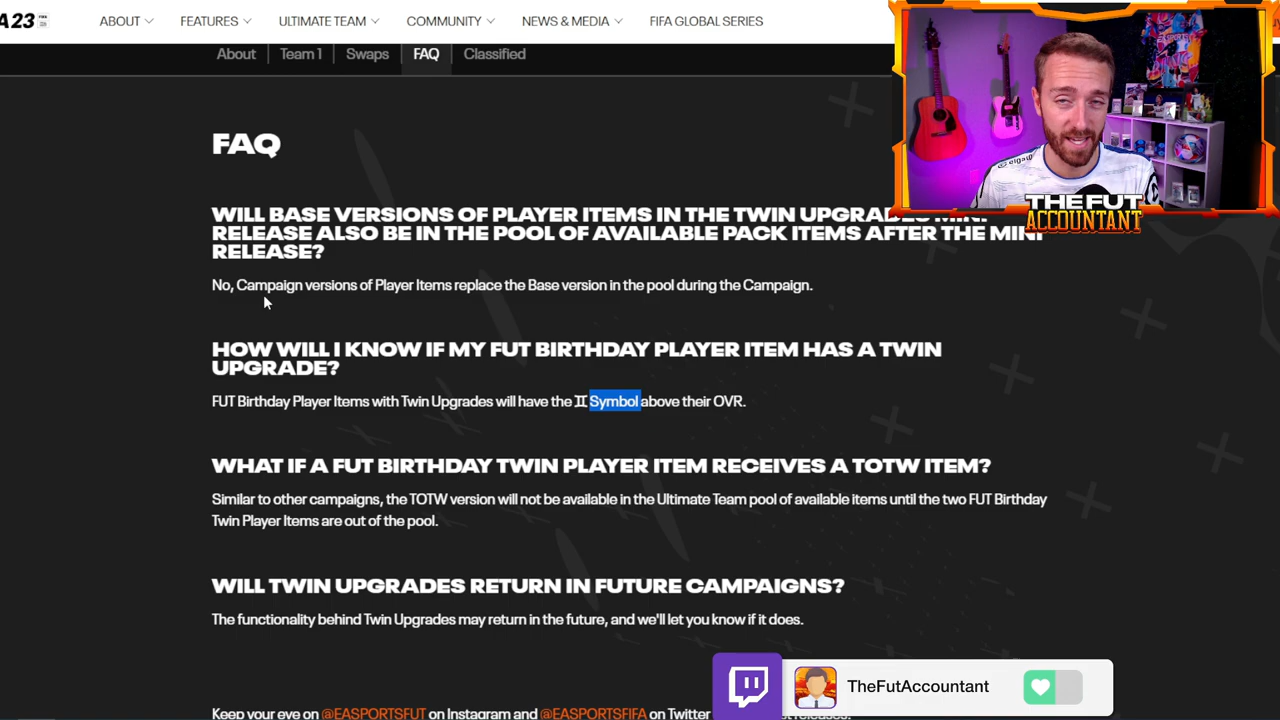 A 23
ABOUT FEATURES ULTIMATE TEAM COMMUNITY NEWS & MEDIA FIFA GLOBAL SERIES
About Team 1 Swaps FAQ Classified
FAQ
WILL BASE VERSIONS OF PLAYER ITEMS IN THE TWIN UPGRADES MINI
RELEASE ALSO BE IN THE POOL OF AVAILABLE PACK ITEMS AFTER THE MINI
RELEASE?
No, Campaign versions of Player Items replace the Base version in the pool during the Campaign.
HOW WILL I KNOW IF MY FUT BIRTHDAY PLAYER ITEM HAS A TWIN
UPGRADE?
FUT Birthday Player Items with Twin Upgrades will have the ♊ Symbol above their OVR.
WHAT IF A FUT BIRTHDAY TWIN PLAYER ITEM RECEIVES A TOTW ITEM?
Similar to other campaigns, the TOTW version will not be available in the Ultimate Team pool of available items until the two FUT Birthday
Twin Player Items are out of the pool.
WILL TWIN UPGRADES RETURN IN FUTURE CAMPAIGNS?
The functionality behind Twin Upgrades may return in the future, and we'll let you know if it does.
Keep your eye on @EASPORTSFUT on Instagram and @EASPORTSFIFA on Twitter
THE FUT
ACCOUNTANT
TheFutAccountant